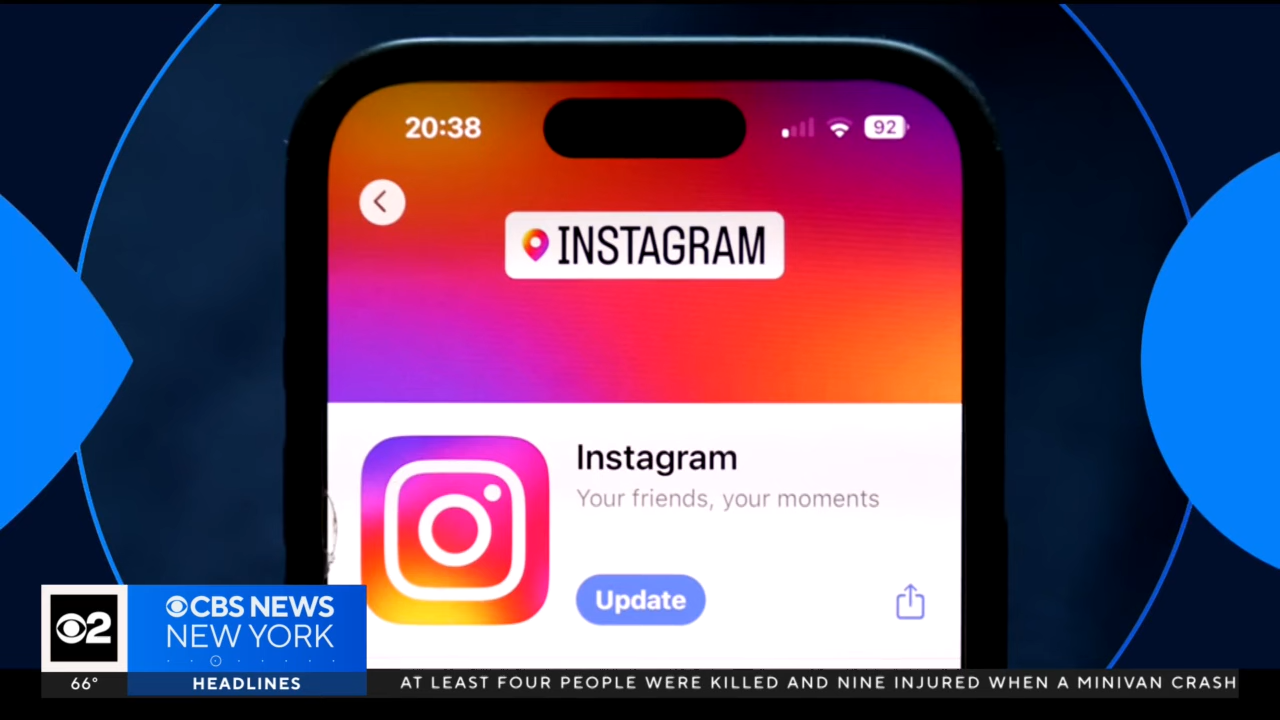 20:38
92
INSTAGRAM
Instagram
Your friends, your moments
Update
2
CBS NEWS
NEW YORK
66°
HEADLINES
AT LEAST FOUR PEOPLE WERE KILLED AND NINE INJURED WHEN A MINIVAN CRASH